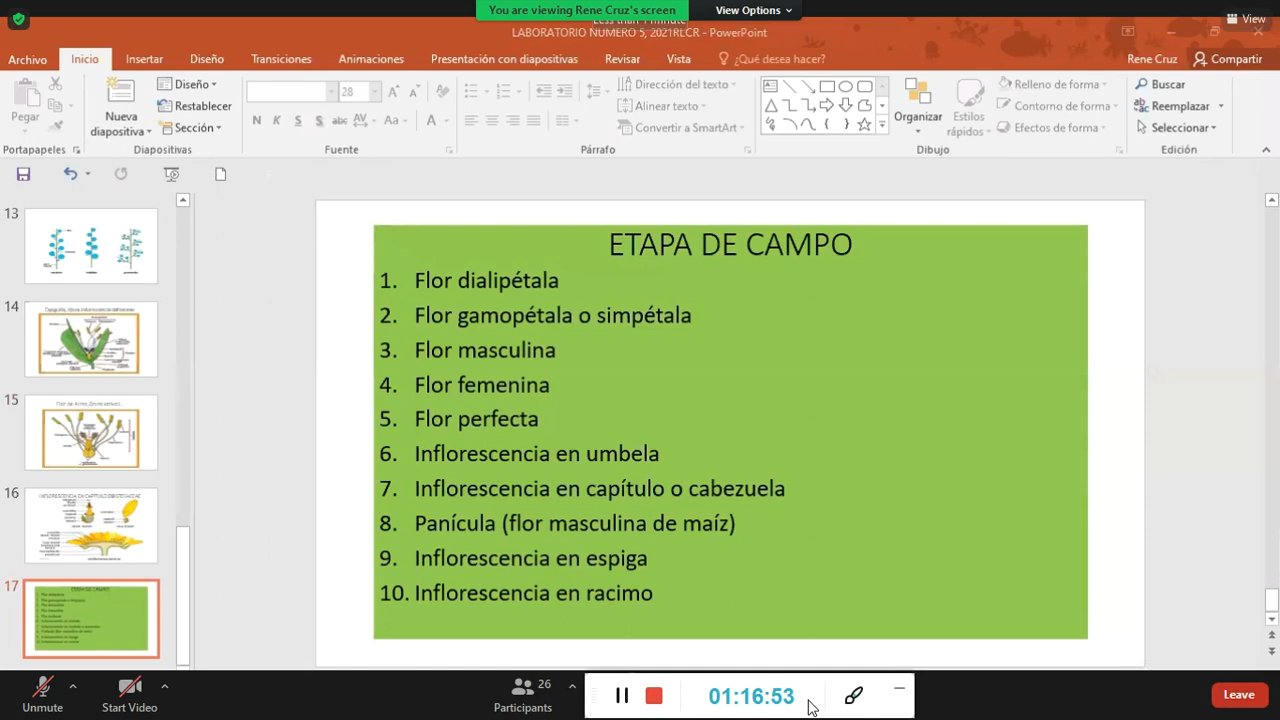 You are viewing Rene Cruz's screen
View Options
View
LABORATORIO NUMERO 5, 2021RLCR - PowerPoint
Archivo
Inicio
Insertar
Diseño
Transiciones
Animaciones
Presentación con diapositivas
Revisar
Vista
¿Qué desea hacer?
Rene Cruz
Compartir
Pegar
Nueva
diapositiva
Diseño
Restablecer
Sección
28
N K S S abc AV Aa A
Dirección del texto
Alinear texto
Convertir a SmartArt
Organizar
Estilos
rápidos
Relleno de forma
Contorno de forma
Efectos de forma
Buscar
Reemplazar
Seleccionar
Portapapeles
Diapositivas
Fuente
Párrafo
Dibujo
Edición
13
14
15
16
17
ETAPA DE CAMPO
1. Flor dialipétala
2. Flor gamopétala o simpétala
3. Flor masculina
4. Flor femenina
5. Flor perfecta
6. Inflorescencia en umbela
7. Inflorescencia en capítulo o cabezuela
8. Panícula (flor masculina de maíz)
9. Inflorescencia en espiga
10. Inflorescencia en racimo
Unmute
Start Video
26
Participants
01:16:53
Leave